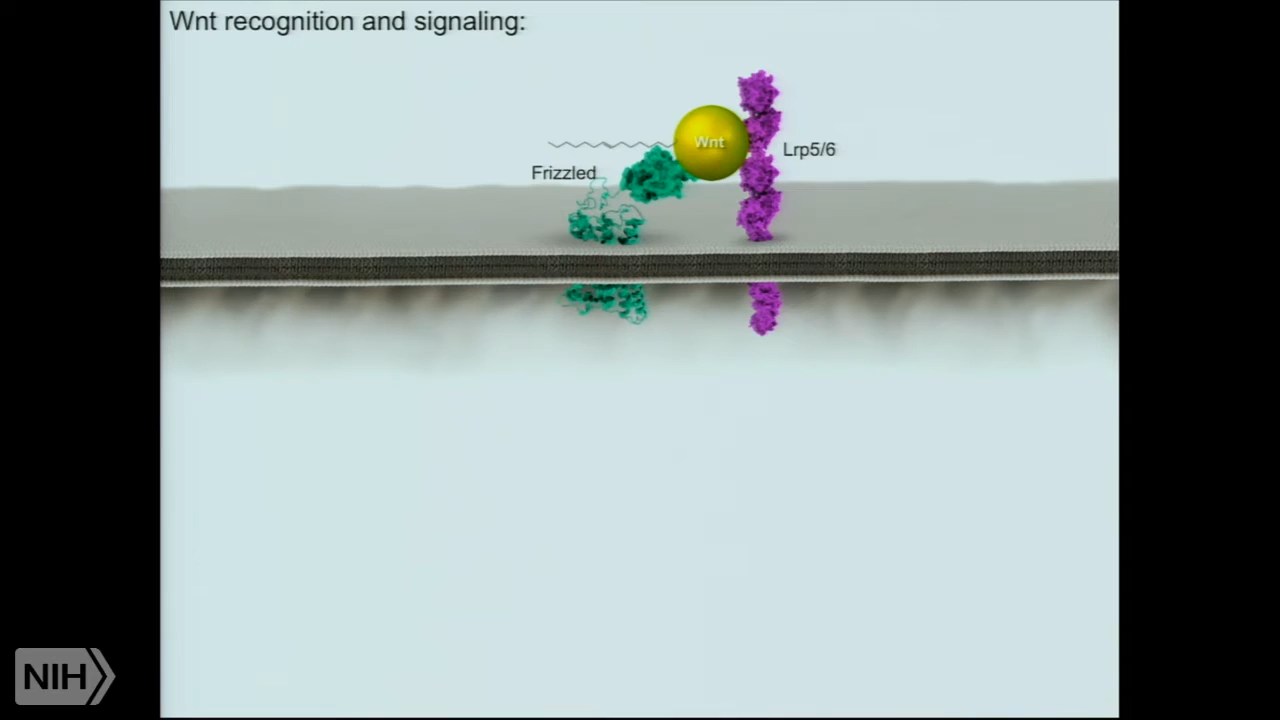 Wnt recognition and signaling:
Wnt
Lrp5/6
Frizzled
NIH